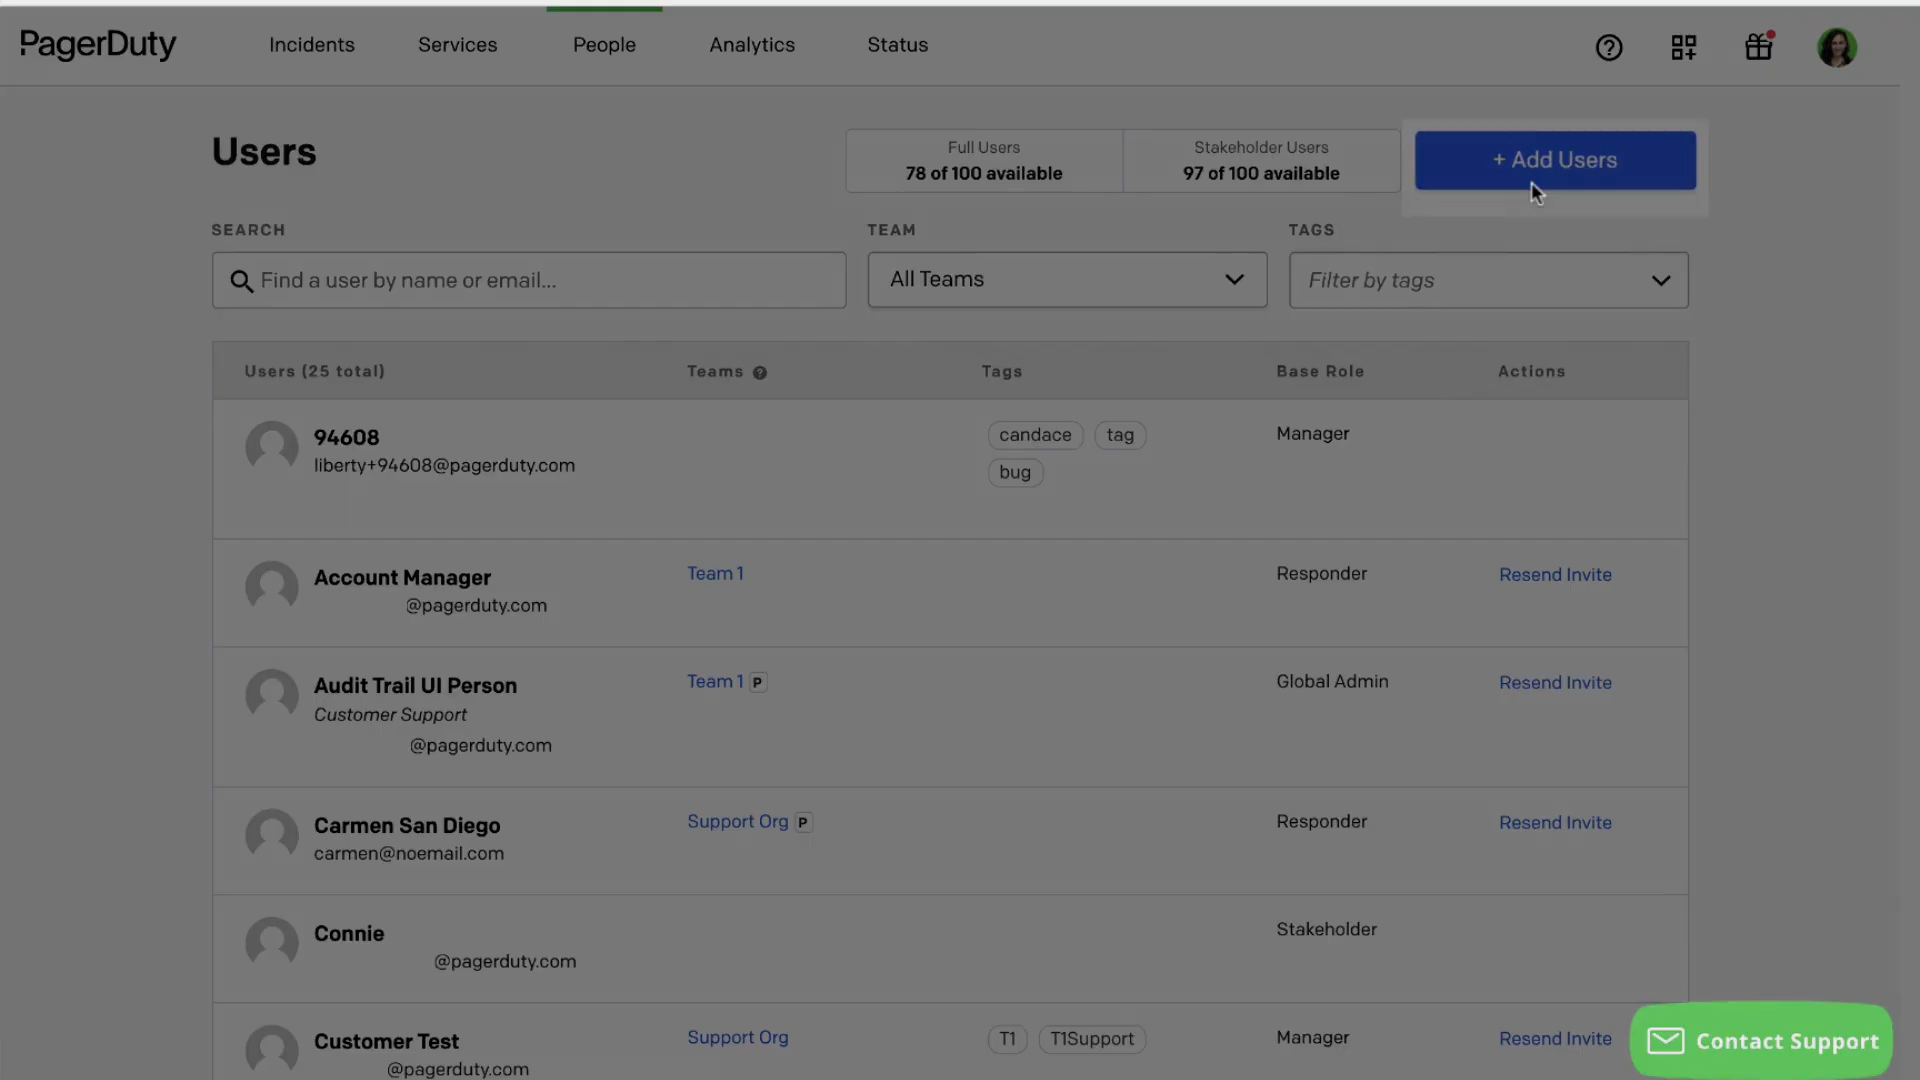 PagerDuty
Incidents
Services
People
Analytics
Status
Users
Full Users
78 of 100 available
Stakeholder Users
97 of 100 available
+ Add Users
SEARCH
Find a user by name or email...
TEAM
All Teams
TAGS
Filter by tags
Users (25 total)
Teams
Tags
Base Role
Actions
94608
liberty+94608@pagerduty.com
candace
tag
bug
Manager
Account Manager
@pagerduty.com
Team 1
Responder
Resend Invite
Audit Trail UI Person
Customer Support
@pagerduty.com
Team 1 P
Global Admin
Resend Invite
Carmen San Diego
carmen@noemail.com
Support Org P
Responder
Resend Invite
Connie
@pagerduty.com
Stakeholder
Customer Test
@pagerduty.com
Support Org
T1
T1Support
Manager
Resend Invite
Contact Support